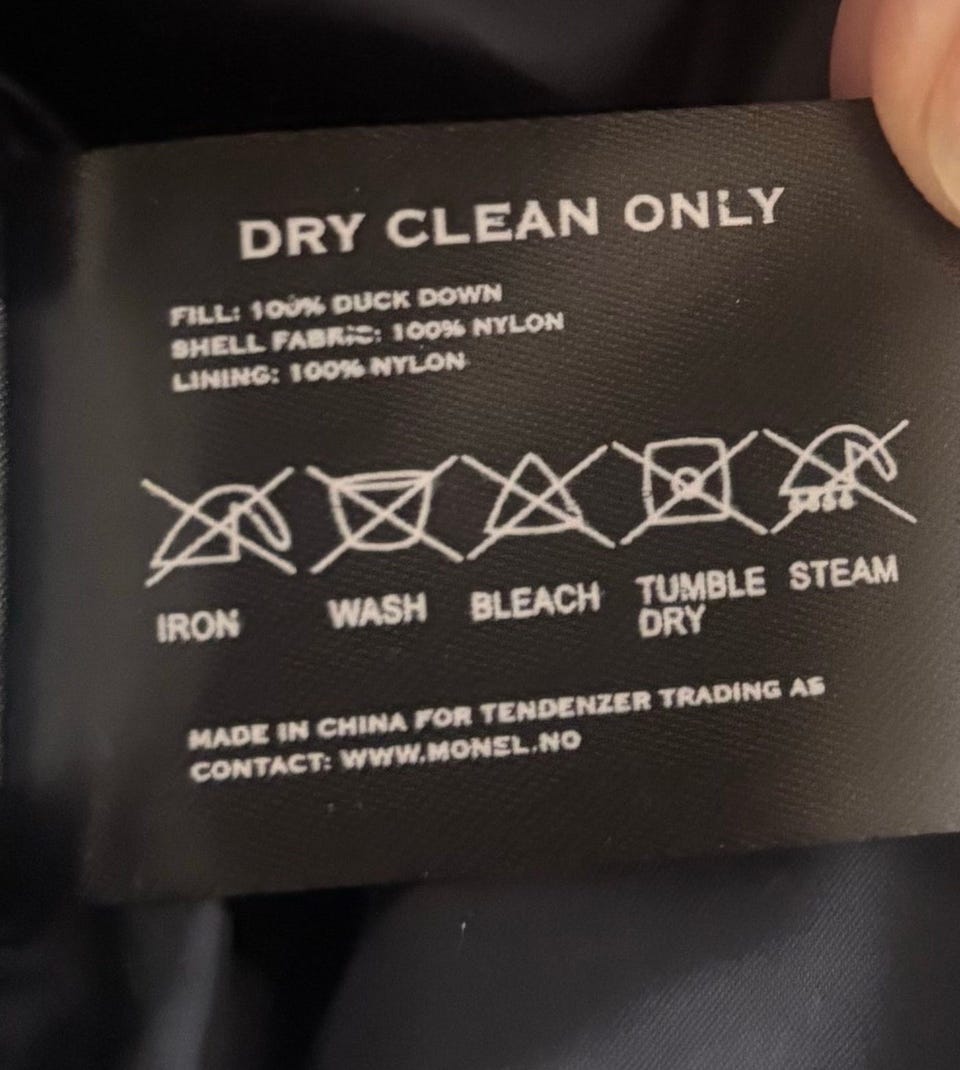 DRY CLEAN ONLY
FILL: 100% DUCK DOWN
SHELL FABRIC: 100% NYLON
LINING: 100% NYLON
IRON WASH BLEACH TUMBLE DRY STEAM
MADE IN CHINA FOR TENDENZER TRADING AS
CONTACT: WWW.MONEL.NO